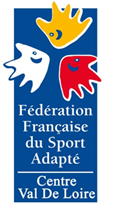 Fédération
Française
du Sport
Adapté
Centre
Val De Loire